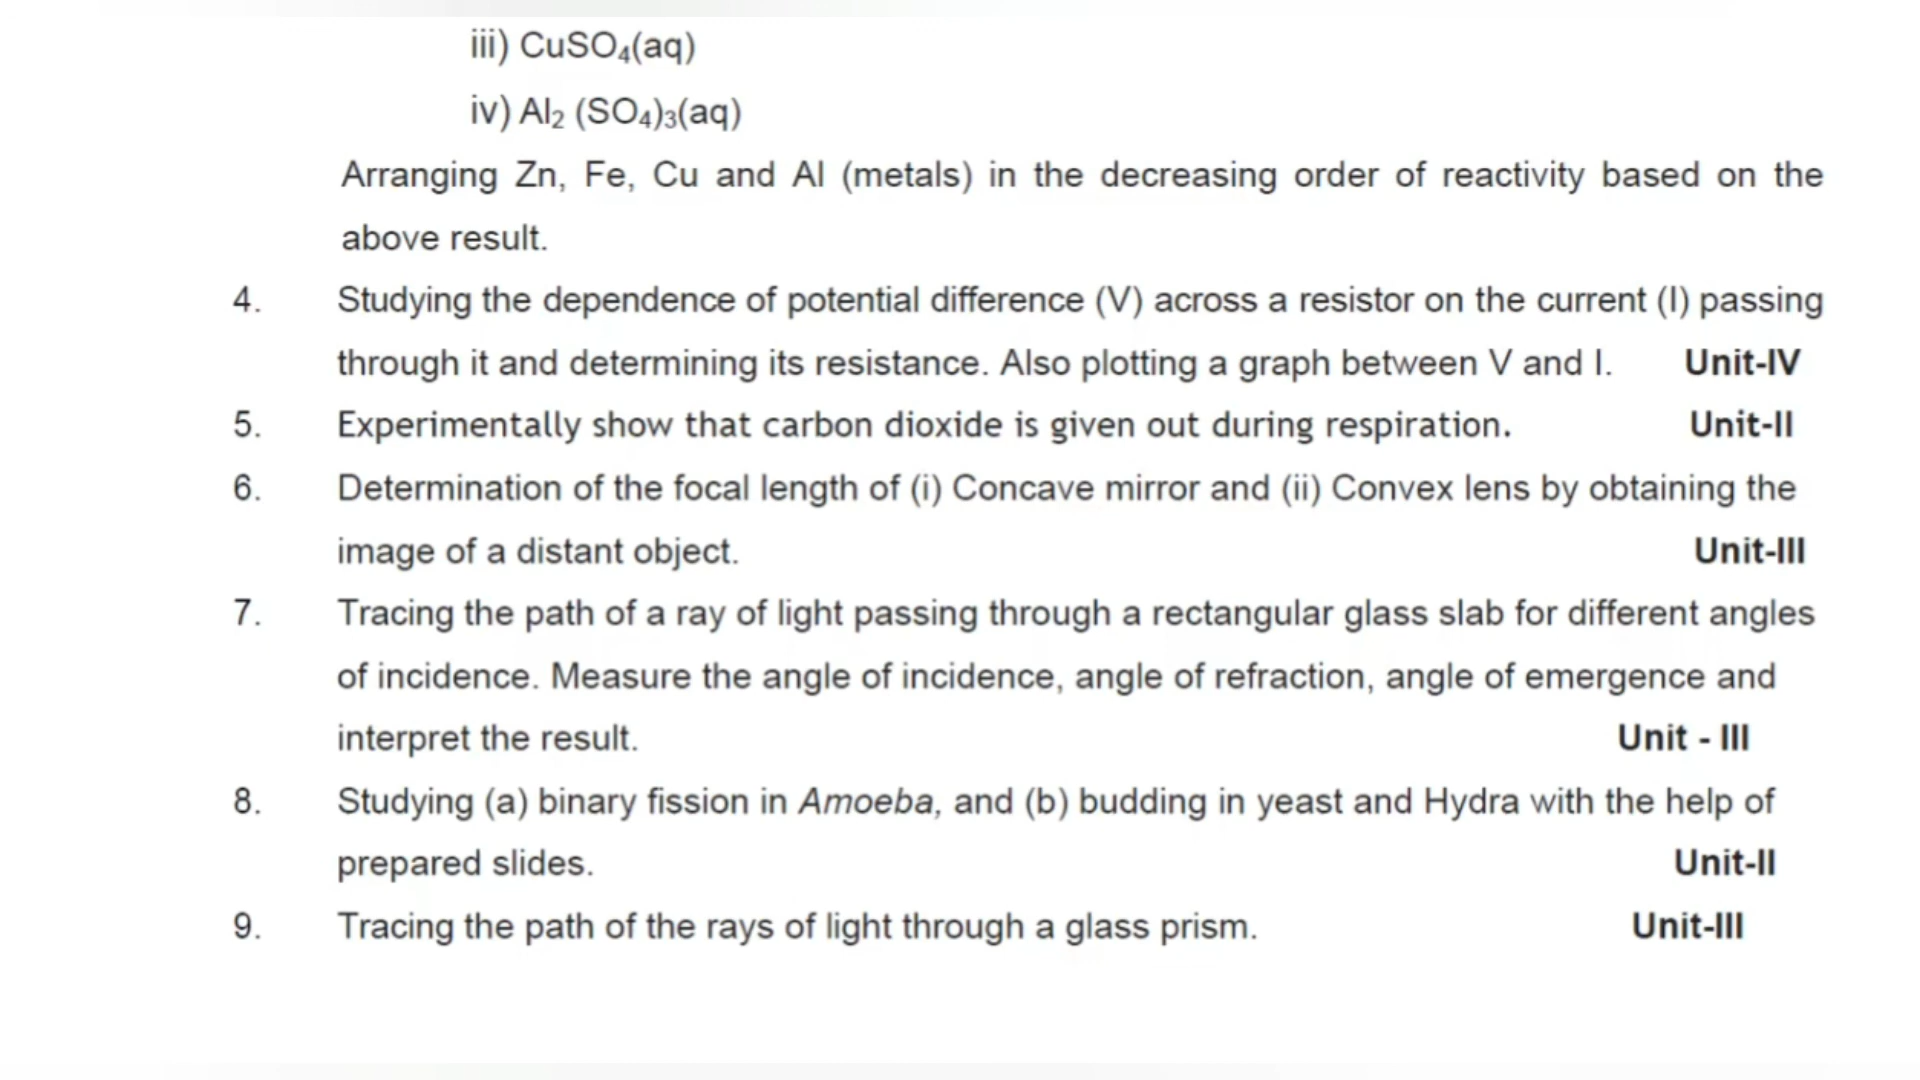 iii) CuSO₄(aq)
iv) Al₂ (SO₄)₃(aq)
Arranging Zn, Fe, Cu and Al (metals) in the decreasing order of reactivity based on the
above result.
4. Studying the dependence of potential difference (V) across a resistor on the current (I) passing
through it and determining its resistance. Also plotting a graph between V and I. Unit-IV
5. Experimentally show that carbon dioxide is given out during respiration. Unit-II
6. Determination of the focal length of (i) Concave mirror and (ii) Convex lens by obtaining the
image of a distant object. Unit-III
7. Tracing the path of a ray of light passing through a rectangular glass slab for different angles
of incidence. Measure the angle of incidence, angle of refraction, angle of emergence and
interpret the result. Unit - III
8. Studying (a) binary fission in Amoeba, and (b) budding in yeast and Hydra with the help of
prepared slides. Unit-II
9. Tracing the path of the rays of light through a glass prism. Unit-III